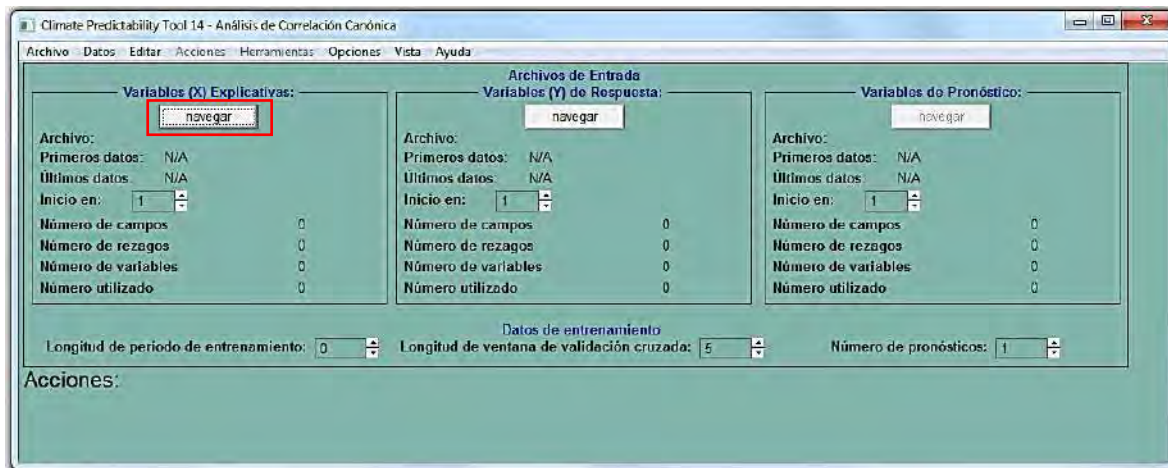 Climate Predictability Tool 14 - Análisis de Correlación Canónica
Archivo Datos Editar Acciones Herramientas Opciones Vista Ayuda
Archivos de Entrada
Variables (X) Explicativas:
navegar
Archivo:
Primeros datos: N/A
Últimos datos: N/A
Inicio en: 1
Número de campos 0
Número de rezagos 0
Número de variables 0
Número utilizado 0
Variables (Y) de Respuesta:
navegar
Archivo:
Primeros datos: N/A
Últimos datos: N/A
Inicio en: 1
Número de campos 0
Número de rezagos 0
Número de variables 0
Número utilizado 0
Variables de Pronóstico:
navegar
Archivo:
Primeros datos: N/A
Últimos datos: N/A
Inicio en: 1
Número de campos 0
Número de rezagos 0
Número de variables 0
Número utilizado 0
Datos de entrenamiento
Longitud de periodo de entrenamiento: 0 Longitud de ventana de validación cruzada: 5 Número de pronósticos: 1
Acciones: